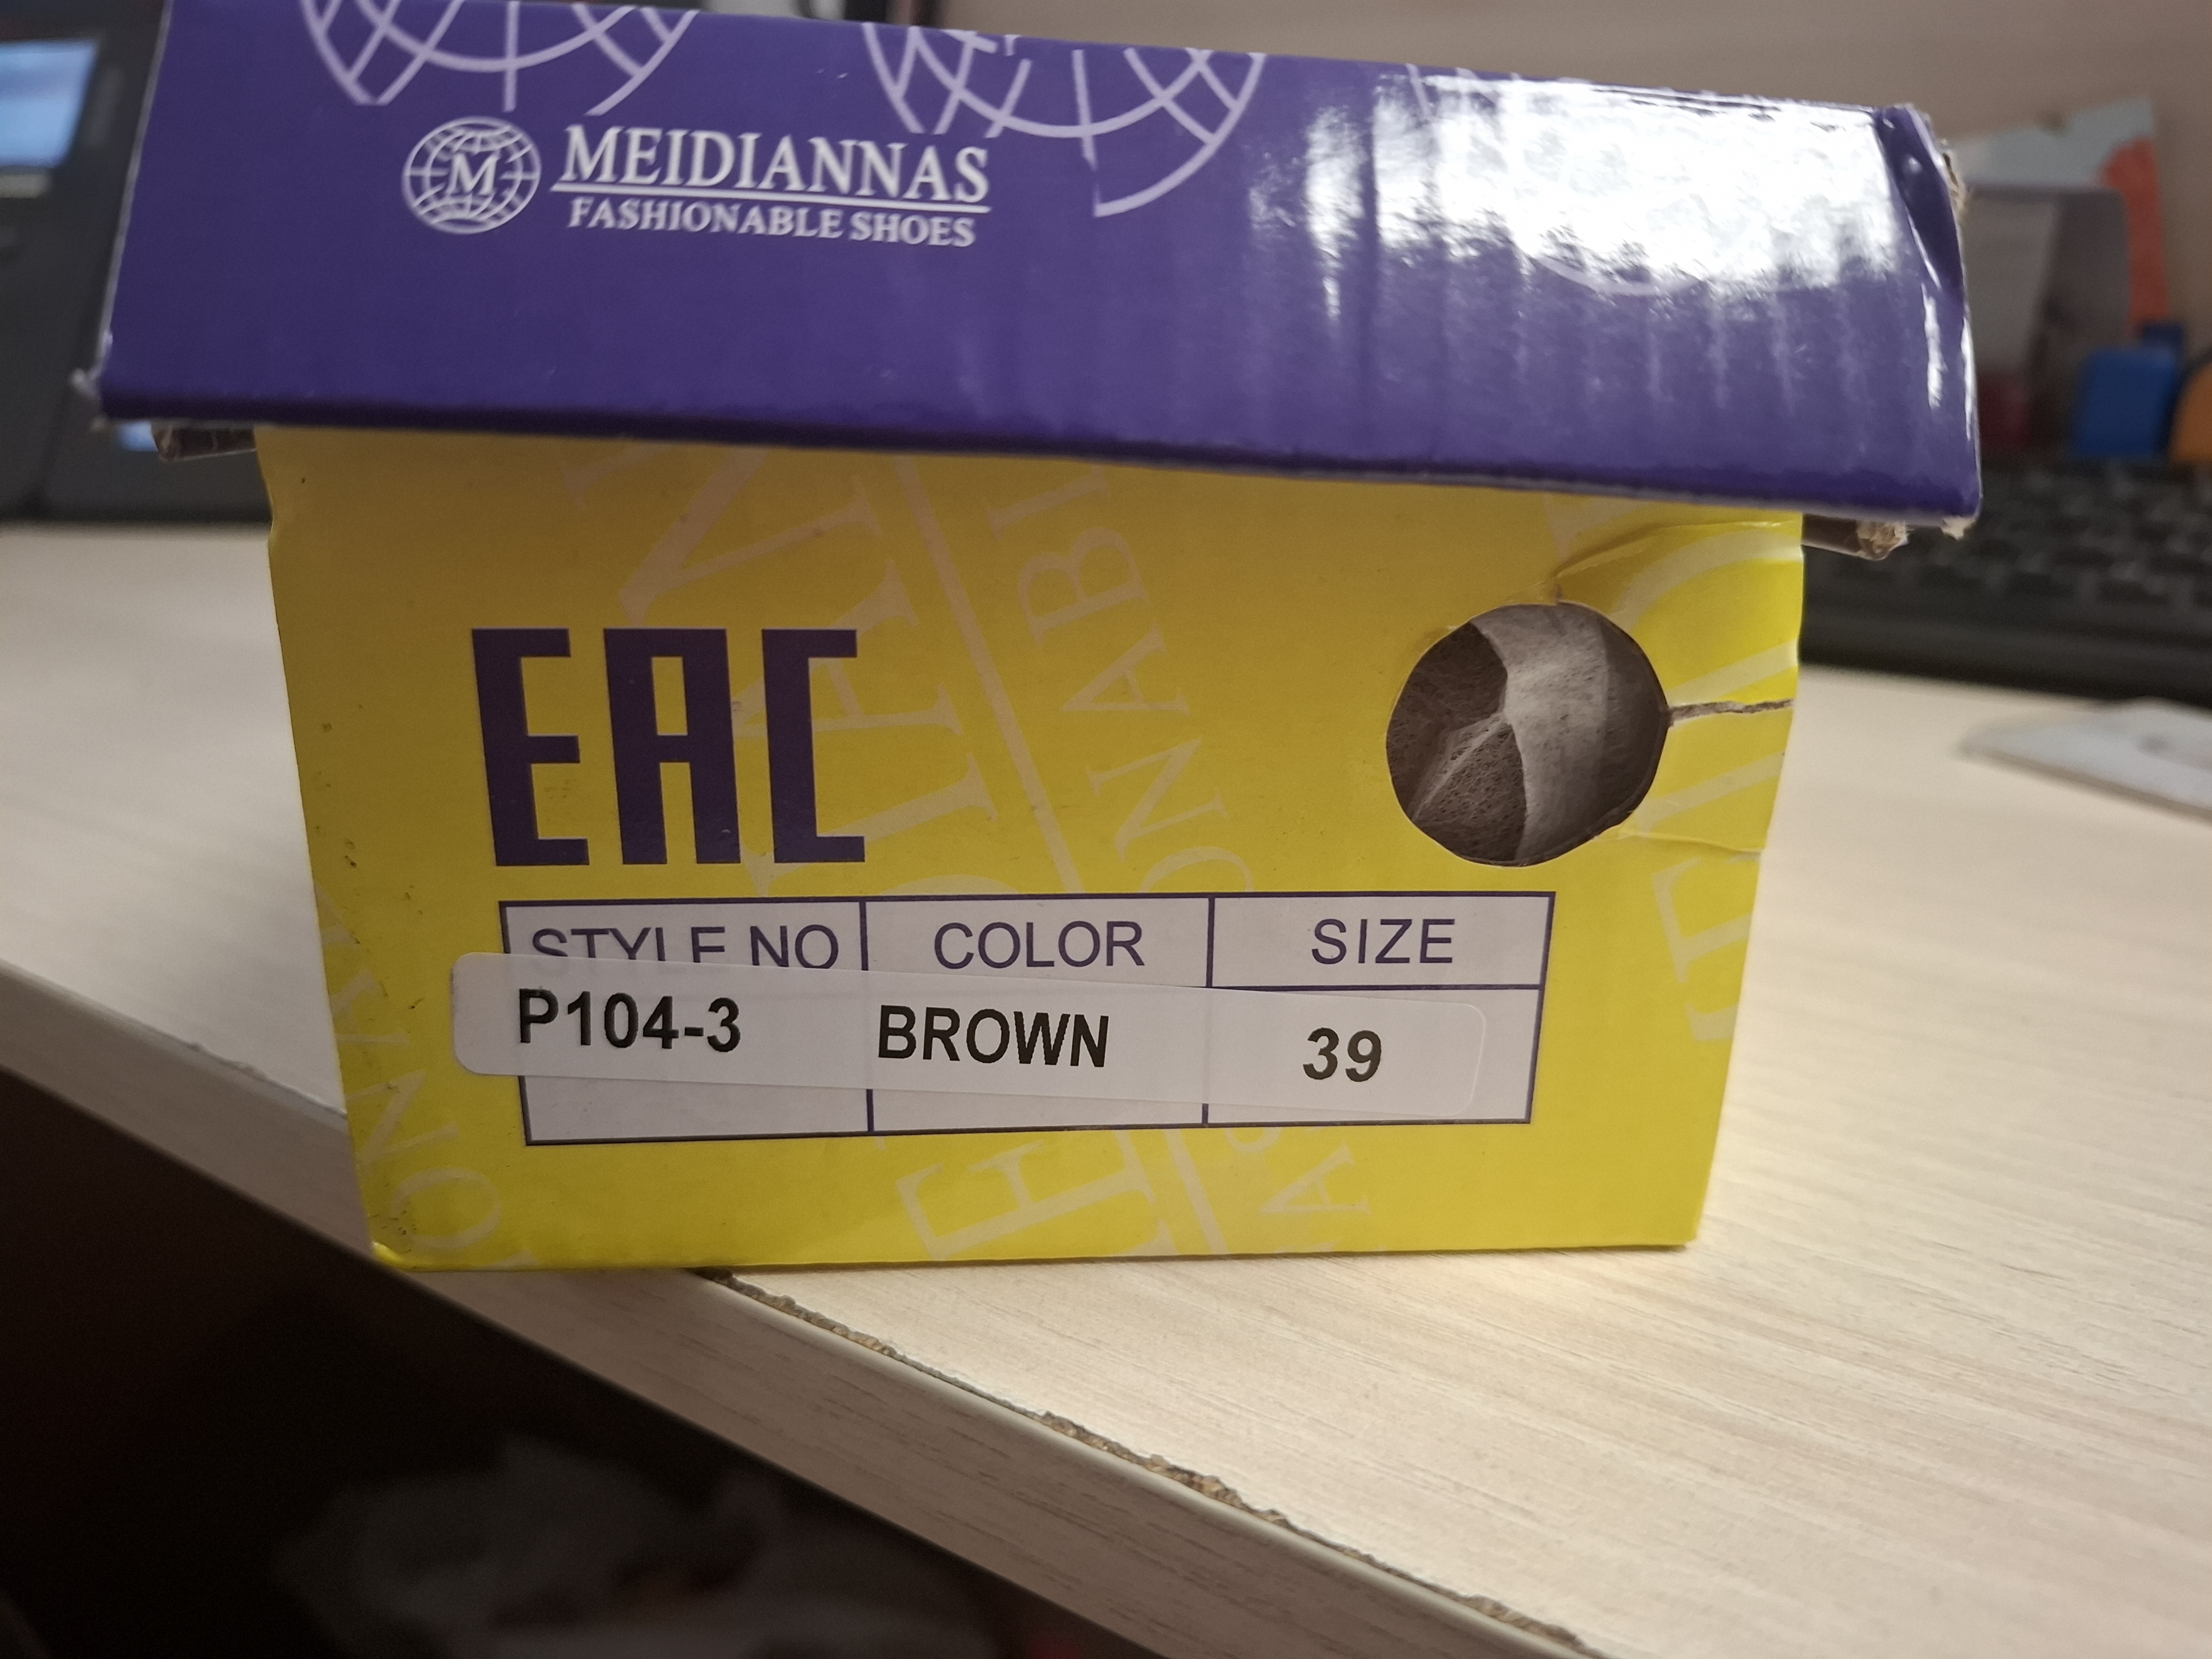 M
MEIDIANNAS
FASHIONABLE SHOES
EAC
STYLE NO COLOR SIZE
P104-3 BROWN 39